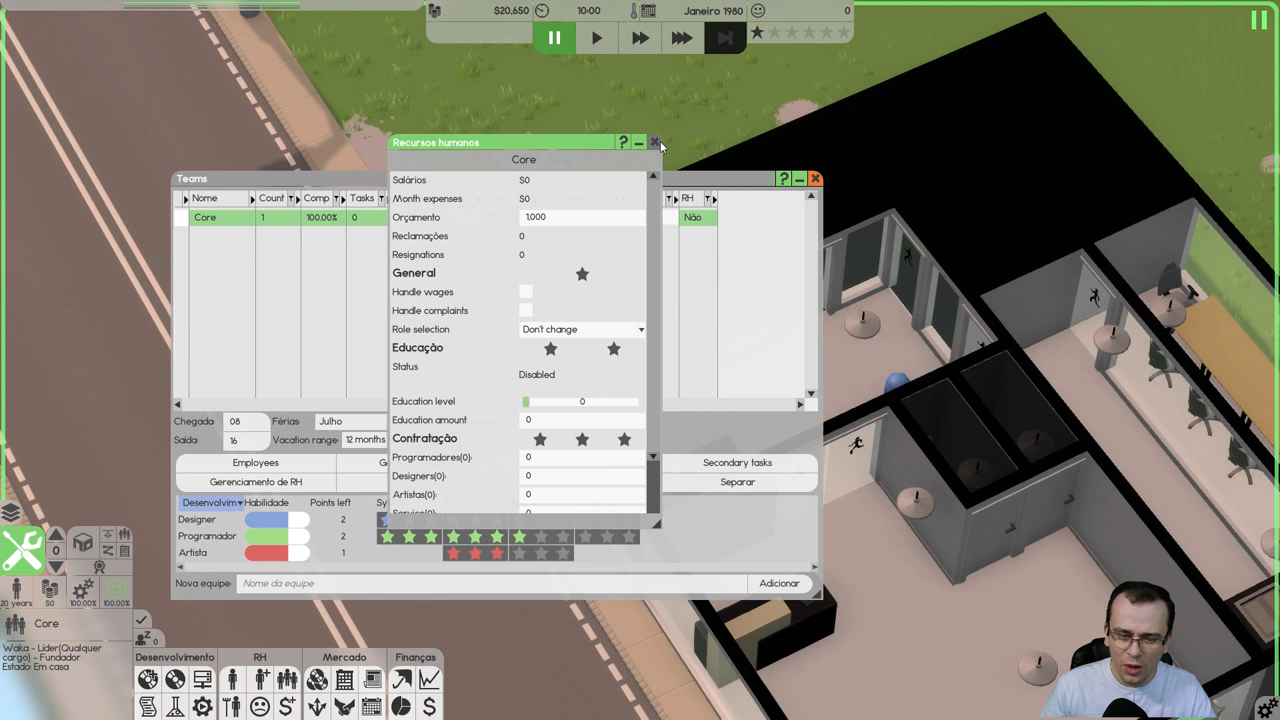 $20,650 10:00 Janeiro 1980 0
Recursos humanos ?
Core
Teams ?
Nome Count Comp Tasks RH
Core 1 100.00% 0 Não
Salários $0
Month expenses $0
Orçamento 1,000
Reclamações 0
Resignations 0
General
Handle wages
Handle complaints
Role selection Don't change
Educação
Status
Disabled
Education level 0
Education amount 0
Contratação
Programadores(0): 0
Designers(0): 0
Artistas(0): 0
Chegada: 08 Férias: Julho
Saída: 16 Vacation range: 12 months
Employees Secondary tasks
Gerenciamento de RH Separar
Desenvolvim Habilidade Points left
Designer 2
Programador 2
Artista 1
Nova equipe: Nome da equipe Adicionar
0
20 years $0 100.00% 100.00%
Core
Z 0
Waka - Líder(Qualquer
cargo) - Fundador
Estado: Em casa
Desenvolvimento RH Mercado Finanças